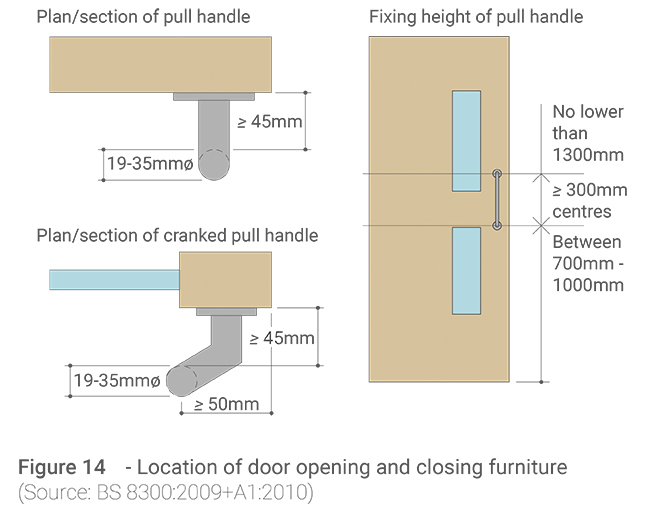 Plan/section of pull handle
≥ 45mm
19-35mmø
Plan/section of cranked pull handle
≥ 45mm
19-35mmø
≥ 50mm
Fixing height of pull handle
No lower
than
1300mm
≥ 300mm
centres
Between
700mm -
1000mm
Figure 14 - Location of door opening and closing furniture
(Source: BS 8300:2009+A1:2010)